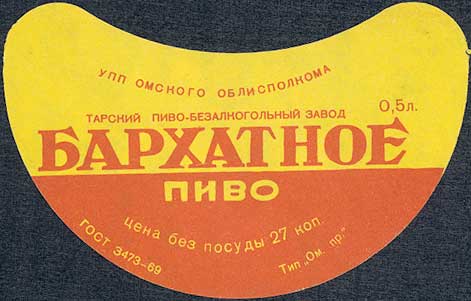 УПП ОМСКОГО ОБЛИСПОЛКОМА
ТАРСКИЙ ПИВО-БЕЗАЛКОГОЛЬНЫЙ ЗАВОД
0,5л.
БАРХАТНОЕ
ПИВО
цена без посуды 27 коп.
ГОСТ 3473-69
Тип. „Ом. пр."